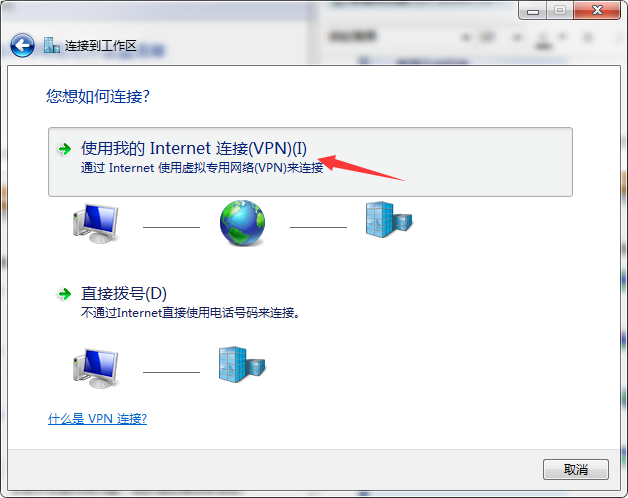 连接到工作区
您想如何连接?
使用我的 Internet 连接(VPN)(I)
通过 Internet 使用虚拟专用网络(VPN)来连接
直接拨号(D)
不通过Internet直接使用电话号码来连接。
什么是 VPN 连接?
取消